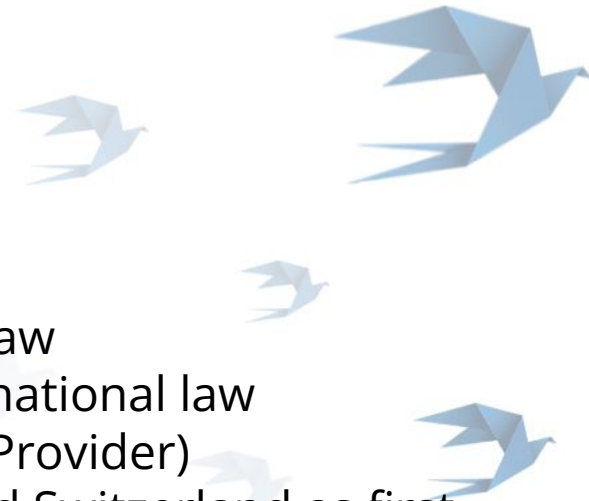 aw
national law
Provider)
d Switzerland as first